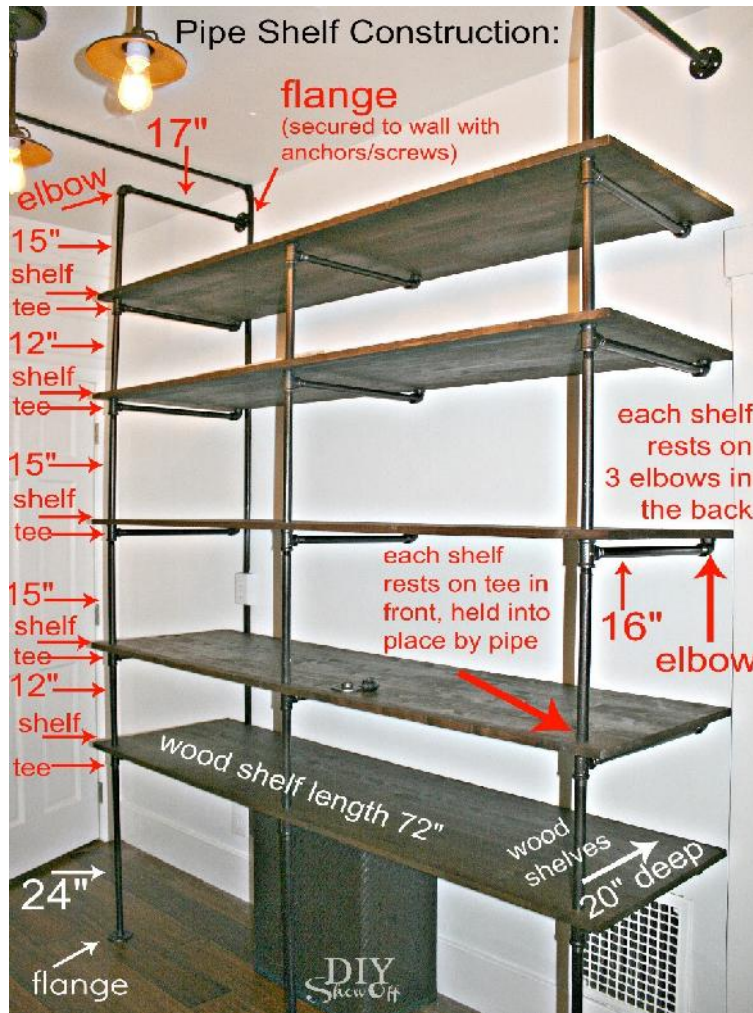 Pipe Shelf Construction:
flange
(secured to wall with
anchors/screws)
17"
elbow
15"
shelf
tee
12"
shelf
tee
15"
shelf
tee
15"
shelf
tee
12"
shelf
tee
24"
flange
each shelf
rests on
3 elbows in
the back
each shelf
rests on tee in
front, held into
place by pipe
16"
elbow
wood shelf length 72"
wood
shelves
20" deep
DIY
Show Off